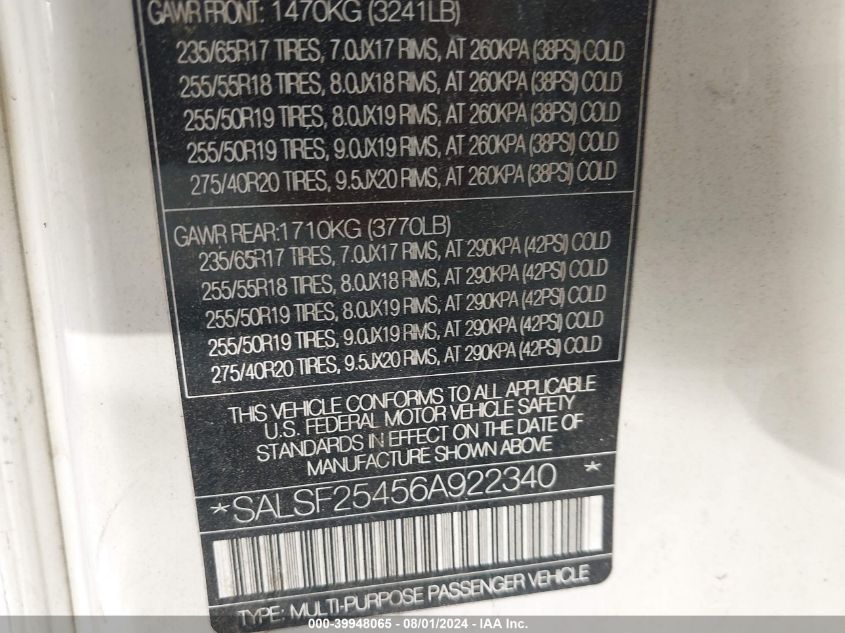 GAWR FRONT: 1470KG (3241LB)
235/65R17 TIRES, 7.0JX17 RIMS, AT 260KPA (38PSI) COLD
255/55R18 TIRES, 8.0JX18 RIMS, AT 260KPA (38PSI) COLD
255/50R19 TIRES, 8.0JX19 RIMS, AT 260KPA (38PSI) COLD
255/50R19 TIRES, 9.0JX19 RIMS, AT 260KPA (38PSI) COLD
275/40R20 TIRES, 9.5JX20 RIMS, AT 260KPA (38PSI) COLD
GAWR REAR:1710KG (3770LB)
235/65R17 TIRES, 7.0JX17 RIMS, AT 290KPA (42PSI) COLD
255/55R18 TIRES, 8.0JX18 RIMS, AT 290KPA (42PSI) COLD
255/50R19 TIRES, 8.0JX19 RIMS, AT 290KPA (42PSI) COLD
255/50R19 TIRES, 9.0JX19 RIMS, AT 290KPA (42PSI) COLD
275/40R20 TIRES, 9.5JX20 RIMS, AT 290KPA (42PSI) COLD
THIS VEHICLE CONFORMS TO ALL APPLICABLE
U.S. FEDERAL MOTOR VEHICLE SAFETY
STANDARDS IN EFFECT ON THE DATE OF
MANUFACTURE SHOWN ABOVE
*SALSF25456A922340 *
TYPE: MULTI-PURPOSE PASSENGER VEHICLE
000-39948065 - 08/01/2024 - IAA, Inc.